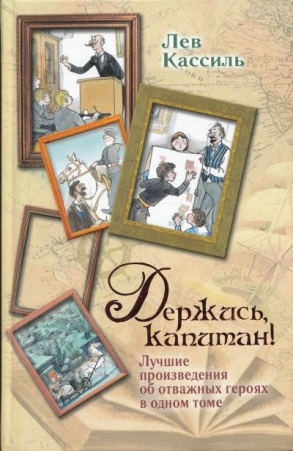 Лев
Кассиль
Держись,
капитан!
Лучшие
произведения
об отважных героях
в одном томе